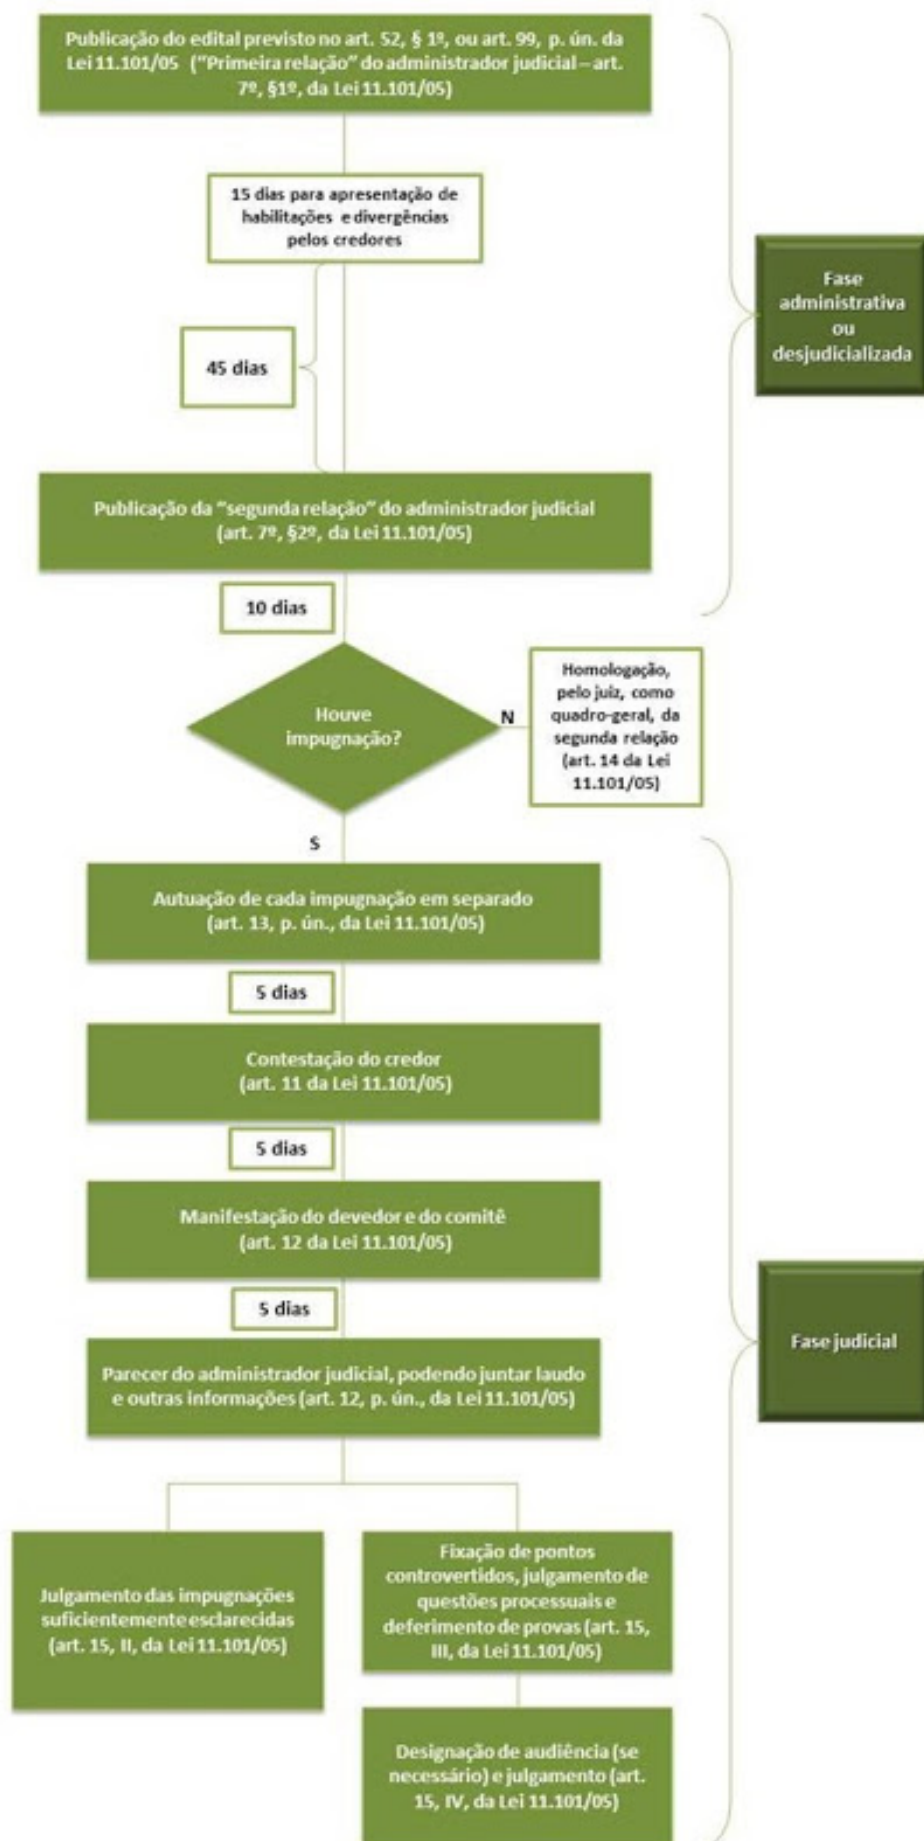 Publicação do edital previsto no art. 52, § 1º, ou art. 99, p. ún. da
Lei 11.101/05 ("Primeira relação" do administrador judicial – art.
7º, §1º, da Lei 11.101/05)
15 dias para apresentação de
habilitações e divergências
pelos credores
Fase
administrativa
ou
desjudicializada
45 dias
Publicação da "segunda relação" do administrador judicial
(art. 7º, §2º, da Lei 11.101/05)
10 dias
Houve
impugnação?
N
Homologação,
pelo juiz, como
quadro-geral, da
segunda relação
(art. 14 da Lei
11.101/05)
S
Autuação de cada impugnação em separado
(art. 13, p. ún., da Lei 11.101/05)
5 dias
Contestação do credor
(art. 11 da Lei 11.101/05)
5 dias
Manifestação do devedor e do comitê
(art. 12 da Lei 11.101/05)
5 dias
Parecer do administrador judicial, podendo juntar laudo
e outras informações (art. 12, p. ún., da Lei 11.101/05)
Fase judicial
Julgamento das impugnações
suficientemente esclarecidas
(art. 15, II, da Lei 11.101/05)
Fixação de pontos
controvertidos, julgamento de
questões processuais e
deferimento de provas (art. 15,
III, da Lei 11.101/05)
Designação de audiência (se
necessário) e julgamento (art.
15, IV, da Lei 11.101/05)